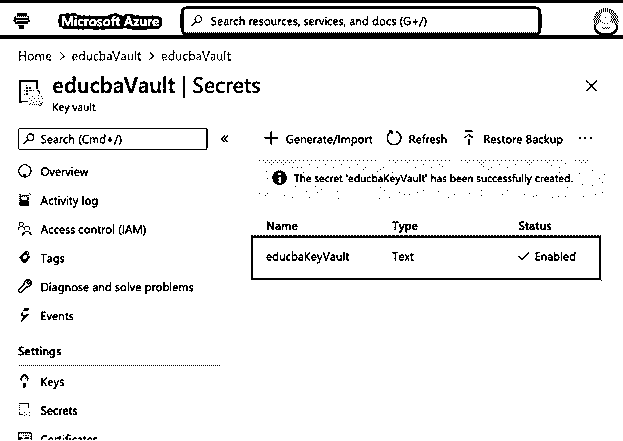 Microsoft Azure
Search resources, services, and docs (G+/)
Home > educbaVault > educbaVault
educbaVault | Secrets
Key vault
Search (Cmd+/)
Generate/Import Refresh Restore Backup ...
The secret 'educbaKeyVault' has been successfully created.
Overview
Activity log
Access control (IAM)
Tags
Diagnose and solve problems
Events
Name Type Status
educbaKeyVault Text Enabled
Settings
Keys
Secrets
Certificates